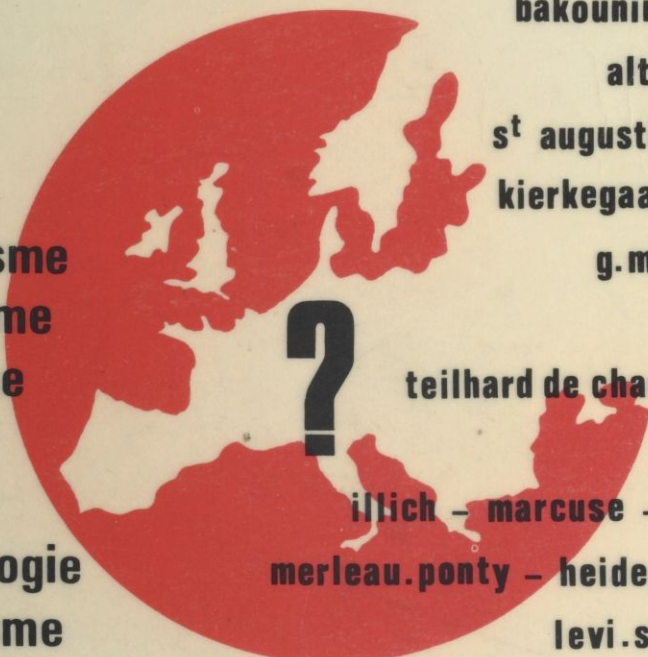 bakounin
alt
st august
kierkegaa
sme
g.m
me
?
e
teilhard de cha
illich – marcuse –
ogie
merleau.ponty – heide
me
levi.s